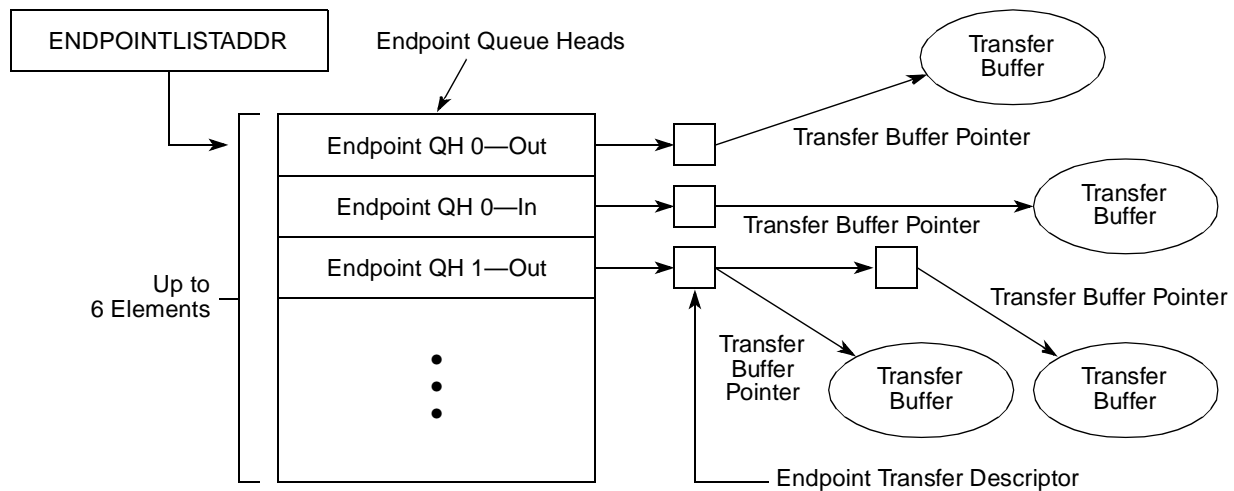 ENDPOINTLISTADDR
Endpoint Queue Heads
Transfer
Buffer
Endpoint QH 0—Out
Transfer Buffer Pointer
Endpoint QH 0—In
Transfer
Buffer
Transfer Buffer Pointer
Endpoint QH 1—Out
Up to
6 Elements
Transfer Buffer Pointer
Transfer
Buffer
Pointer
Transfer
Buffer
Transfer
Buffer
Endpoint Transfer Descriptor